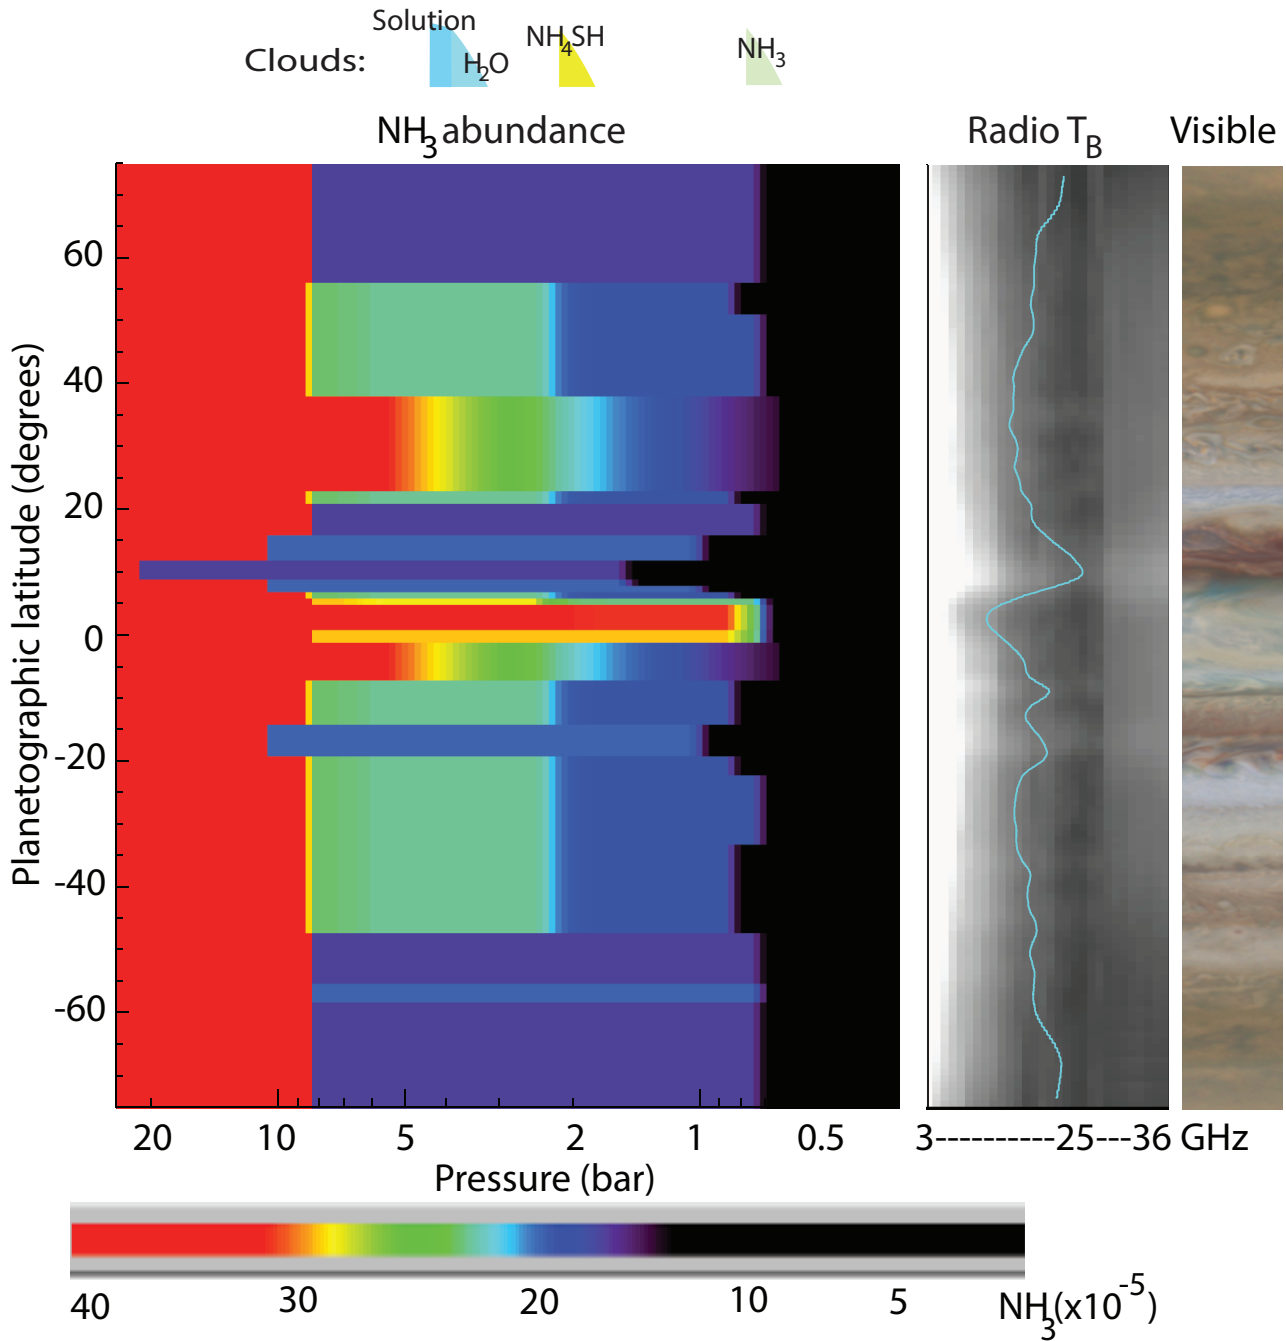 Solution
Clouds:
H2O
NH4SH
NH3
NH3 abundance
Radio TB
Visible
Planetographic latitude (degrees)
60
40
20
0
-20
-40
-60
20 10 5 2 1 0.5
Pressure (bar)
3----------25---36 GHz
40 30 20 10 5 NH3(x10-5)